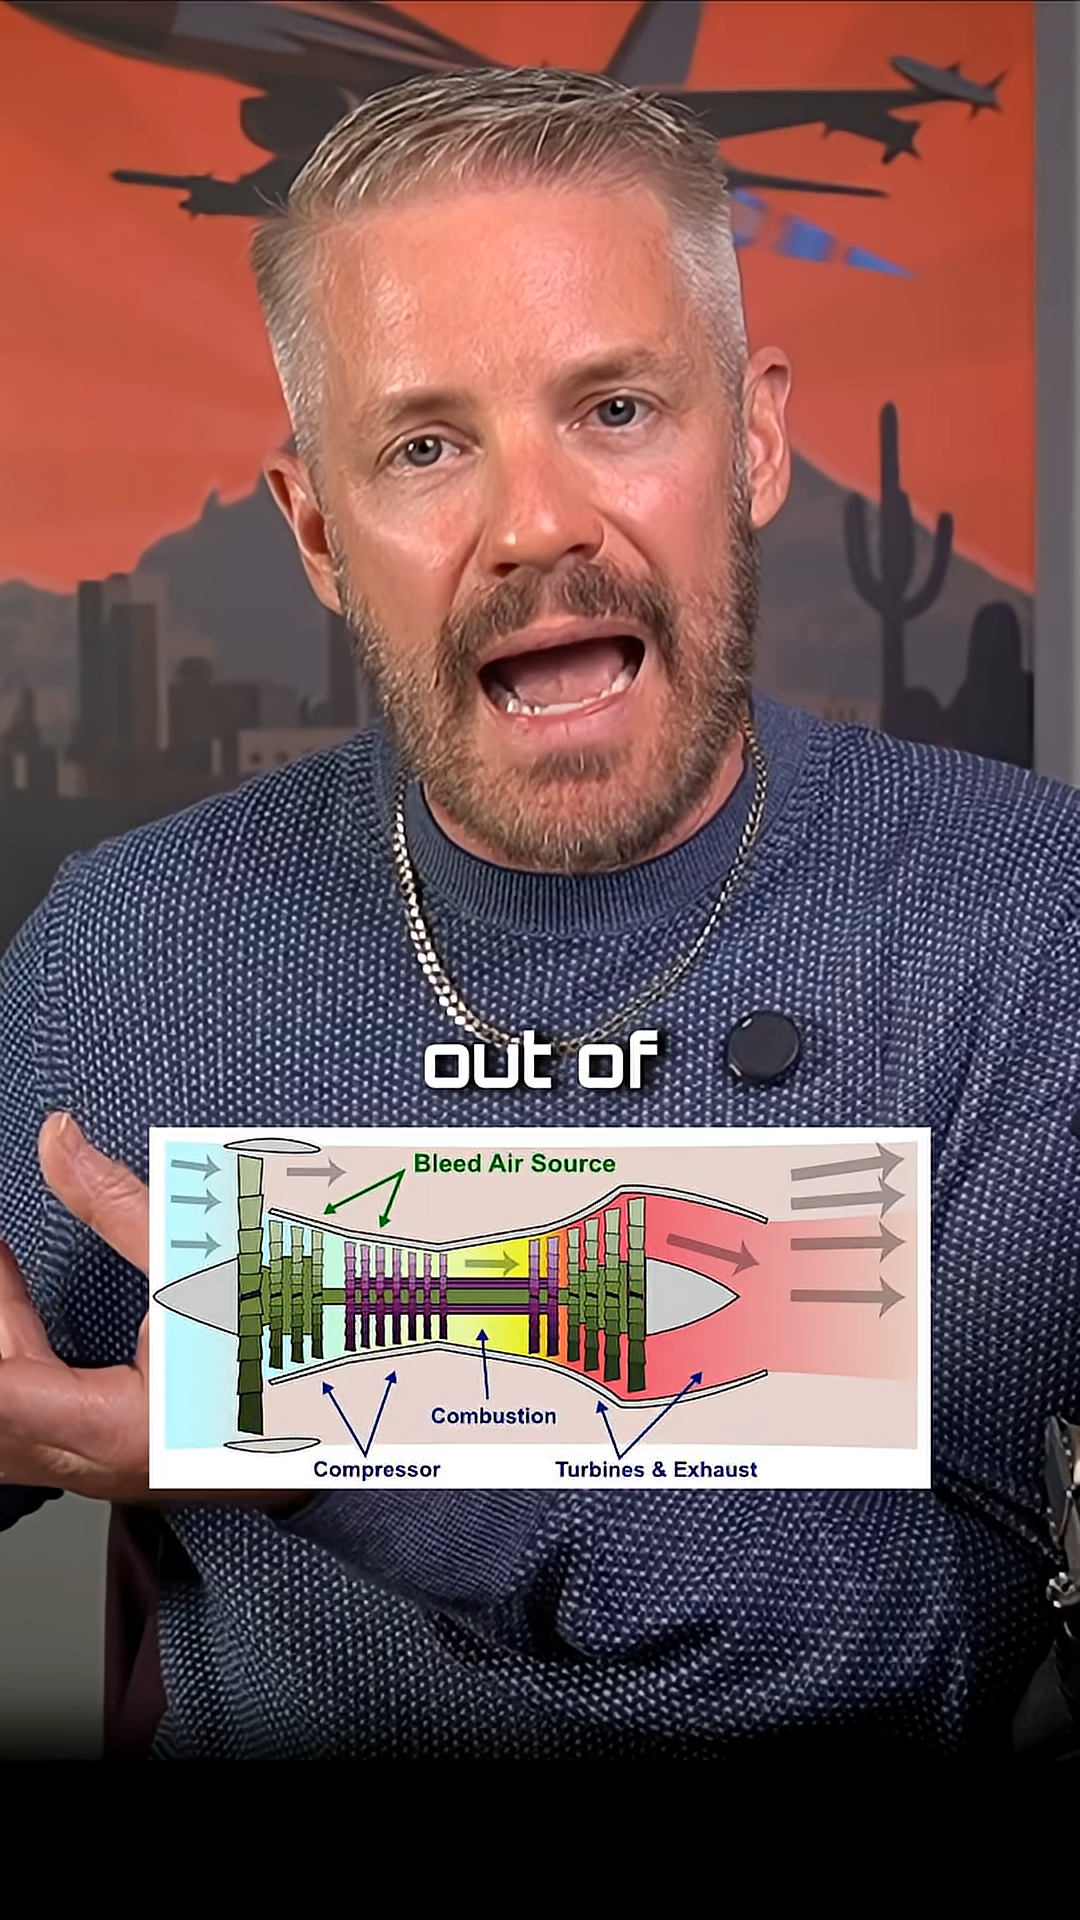 out of
Bleed Air Source
Combustion
Compressor
Turbines & Exhaust